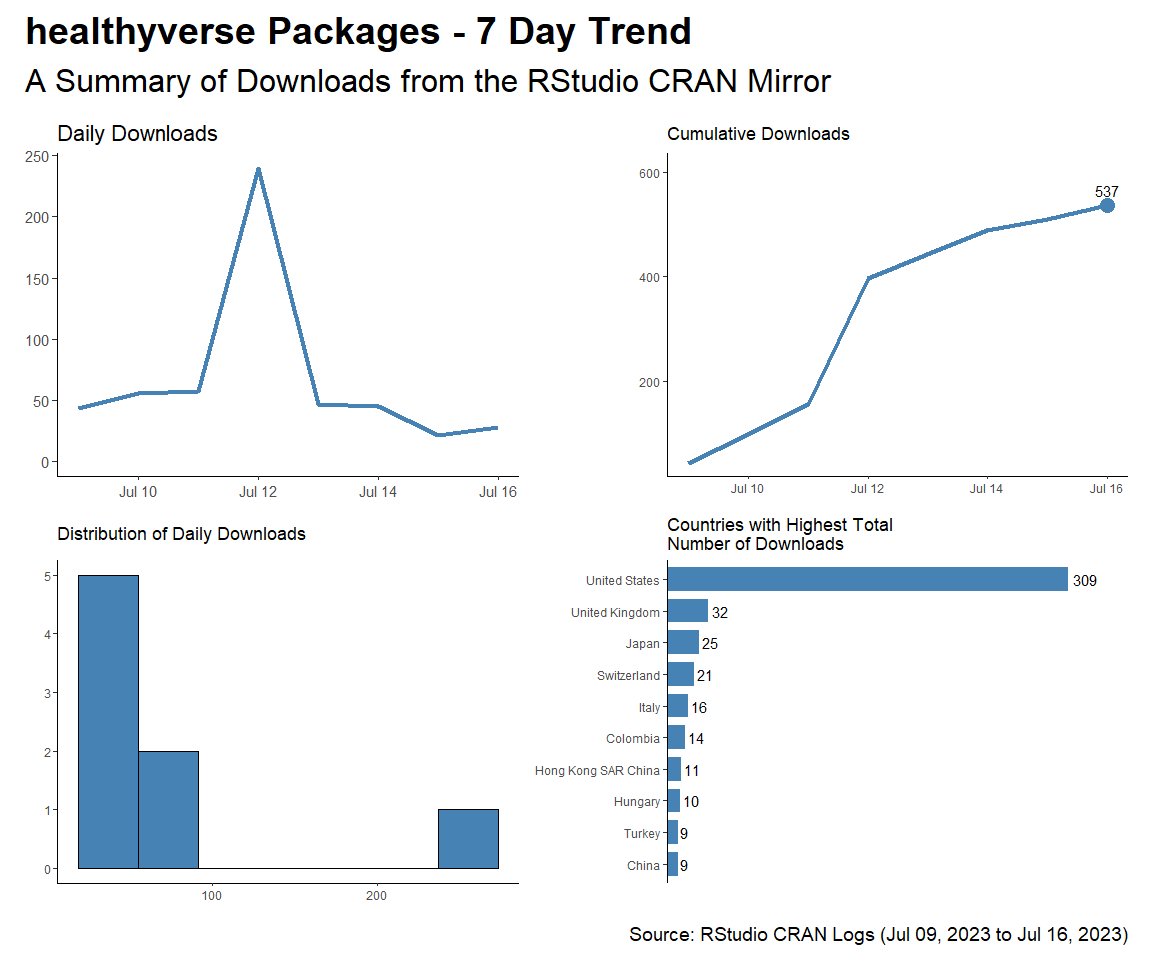 healthyverse Packages - 7 Day Trend
A Summary of Downloads from the RStudio CRAN Mirror
Daily Downloads
250
200
150
100
50
0
Jul 10 Jul 12 Jul 14 Jul 16
Cumulative Downloads
600
400
200
537
Jul 10 Jul 12 Jul 14 Jul 16
Distribution of Daily Downloads
5
4
3
2
1
0
100 200
Countries with Highest Total
Number of Downloads
United States 309
United Kingdom 32
Japan 25
Switzerland 21
Italy 16
Colombia 14
Hong Kong SAR China 11
Hungary 10
Turkey 9
China 9
Source: RStudio CRAN Logs (Jul 09, 2023 to Jul 16, 2023)